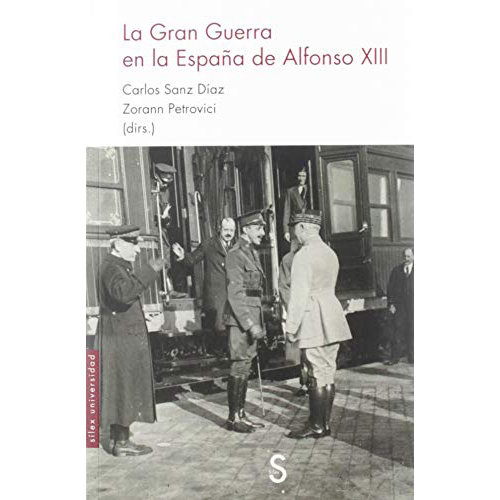 La Gran Guerra
en la España de Alfonso XIII
Carlos Sanz Díaz
Zorann Petrovici
(dirs.)
sílex universidad
S